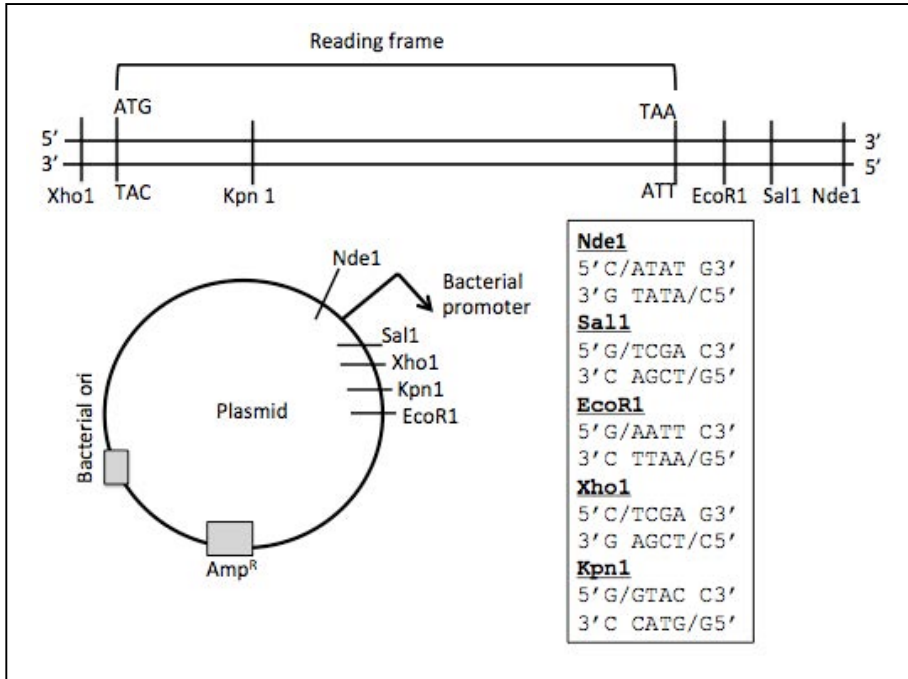 Reading frame
ATG
TAA
5’
3’
3’
5’
Xho1
TAC
Kpn 1
ATT
EcoR1
Sal1
Nde1
Nde1
Bacterial
promoter
Sal1
Xho1
Kpn1
EcoR1
Plasmid
Bacterial ori
Ampᴿ
Nde1
5’C/ATAT G3’
3’G TATA/C5’
Sal1
5’G/TCGA C3’
3’C AGCT/G5’
EcoR1
5’G/AATT C3’
3’C TTAA/G5’
Xho1
5’C/TCGA G3’
3’G AGCT/C5’
Kpn1
5’G/GTAC C3’
3’C CATG/G5’